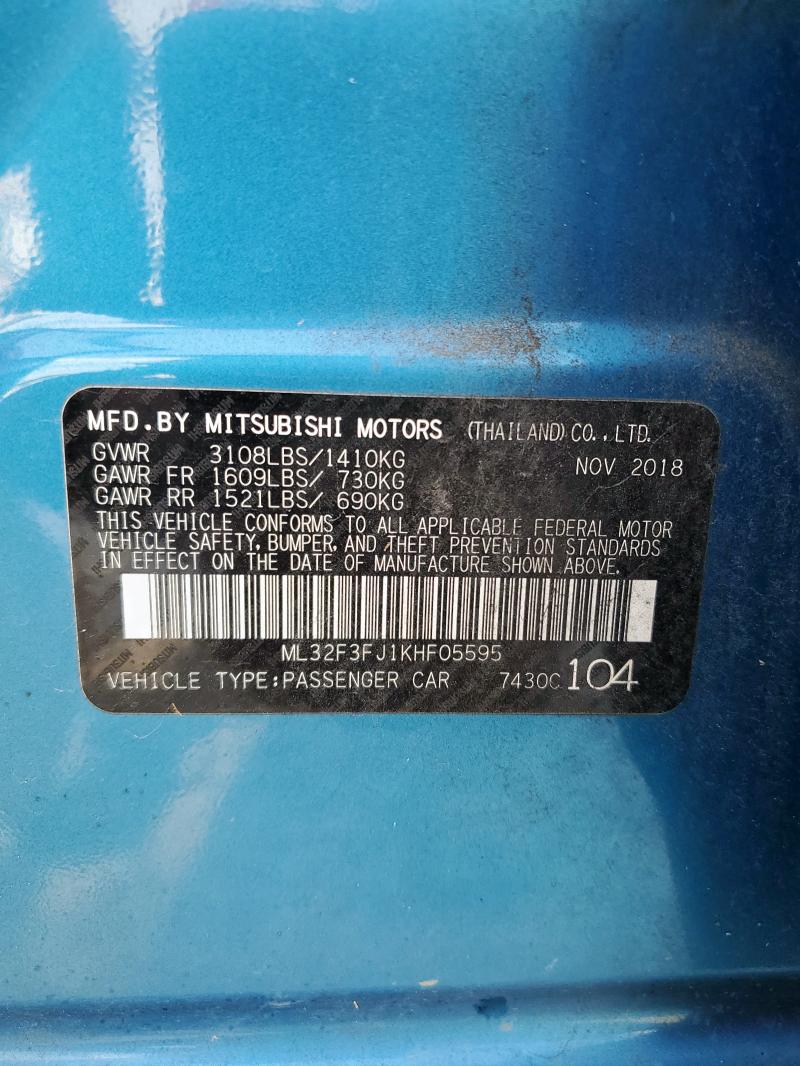 MFD.BY MITSUBISHI MOTORS (THAILAND) CO.,LTD.
GVWR 3108LBS/1410KG NOV 2018
GAWR FR 1609LBS/ 730KG
GAWR RR 1521LBS/ 690KG
THIS VEHICLE CONFORMS TO ALL APPLICABLE FEDERAL MOTOR
VEHICLE SAFETY, BUMPER, AND THEFT PREVENTION STANDARDS
IN EFFECT ON THE DATE OF MANUFACTURE SHOWN ABOVE.
ML32F3FJ1KHF05595
VEHICLE TYPE:PASSENGER CAR 7430C 104